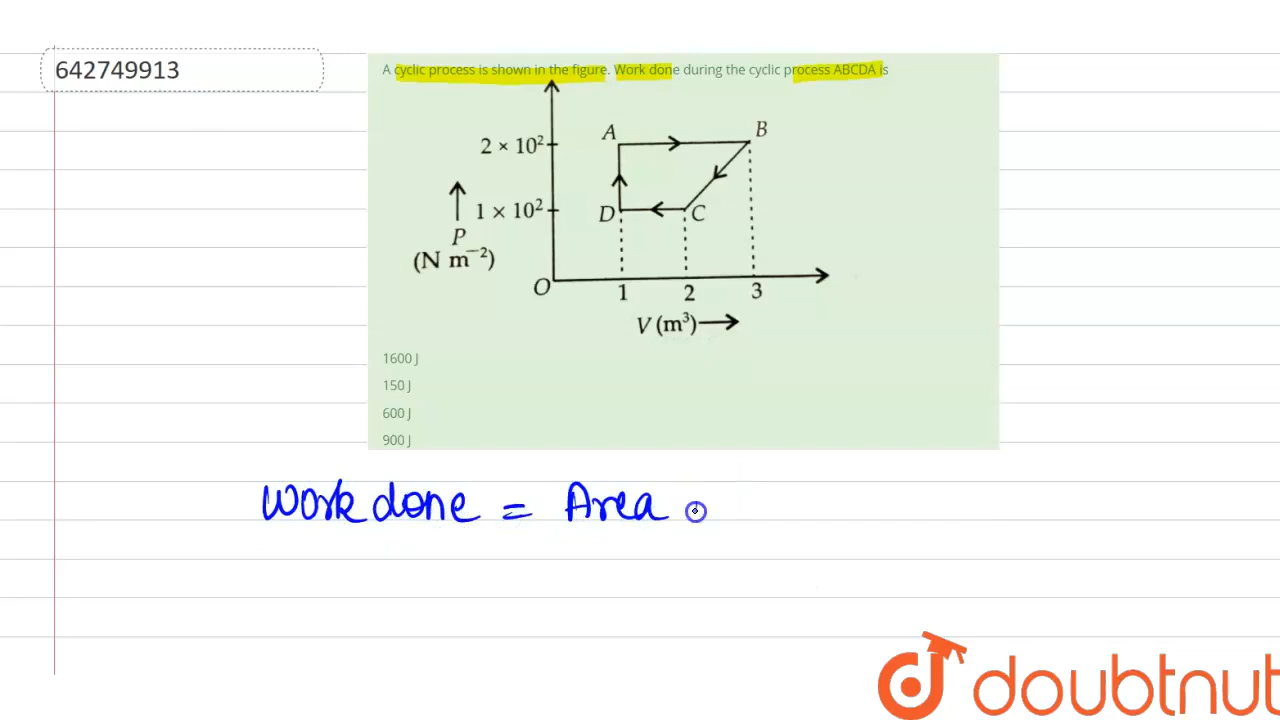 642749913
A cyclic process is shown in the figure. Work done during the cyclic process ABCDA is
A
B
2 × 10²
D
C
1 × 10²
P
(N m⁻²)
O
1
2
3
V (m³)
1600 J
150 J
600 J
900 J
Work done = Area
doubtnut